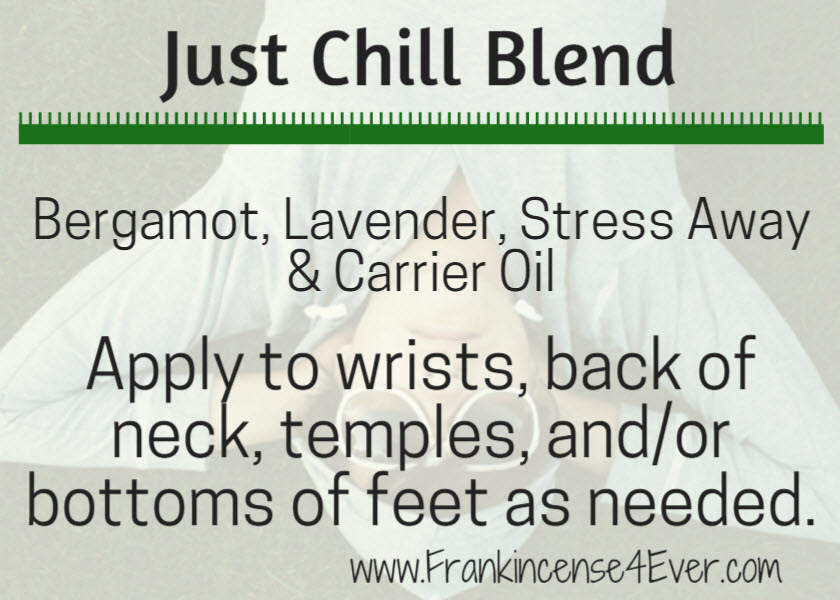 Just Chill Blend
Bergamot, Lavender, Stress Away
& Carrier Oil
Apply to wrists, back of
neck, temples, and/or
bottoms of feet as needed.
www.Frankincense4Ever.com